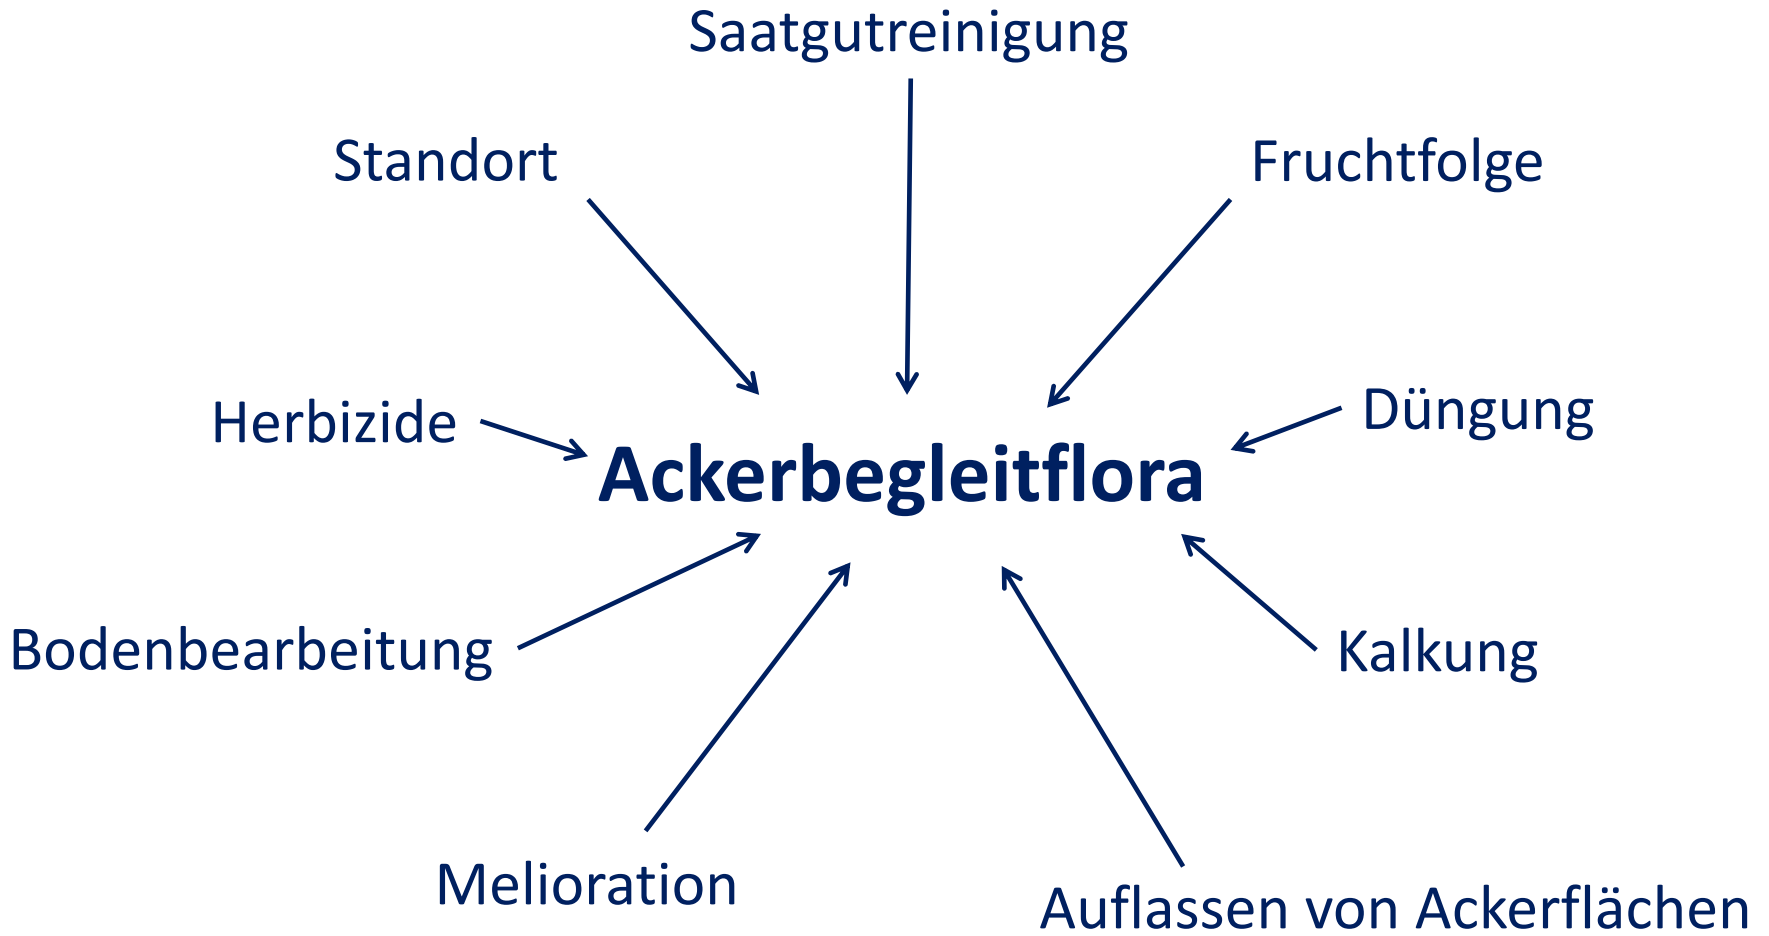 Saatgutreinigung
Standort
Fruchtfolge
Herbizide
Düngung
Ackerbegleitflora
Bodenbearbeitung
Kalkung
Melioration
Auflassen von Ackerflächen